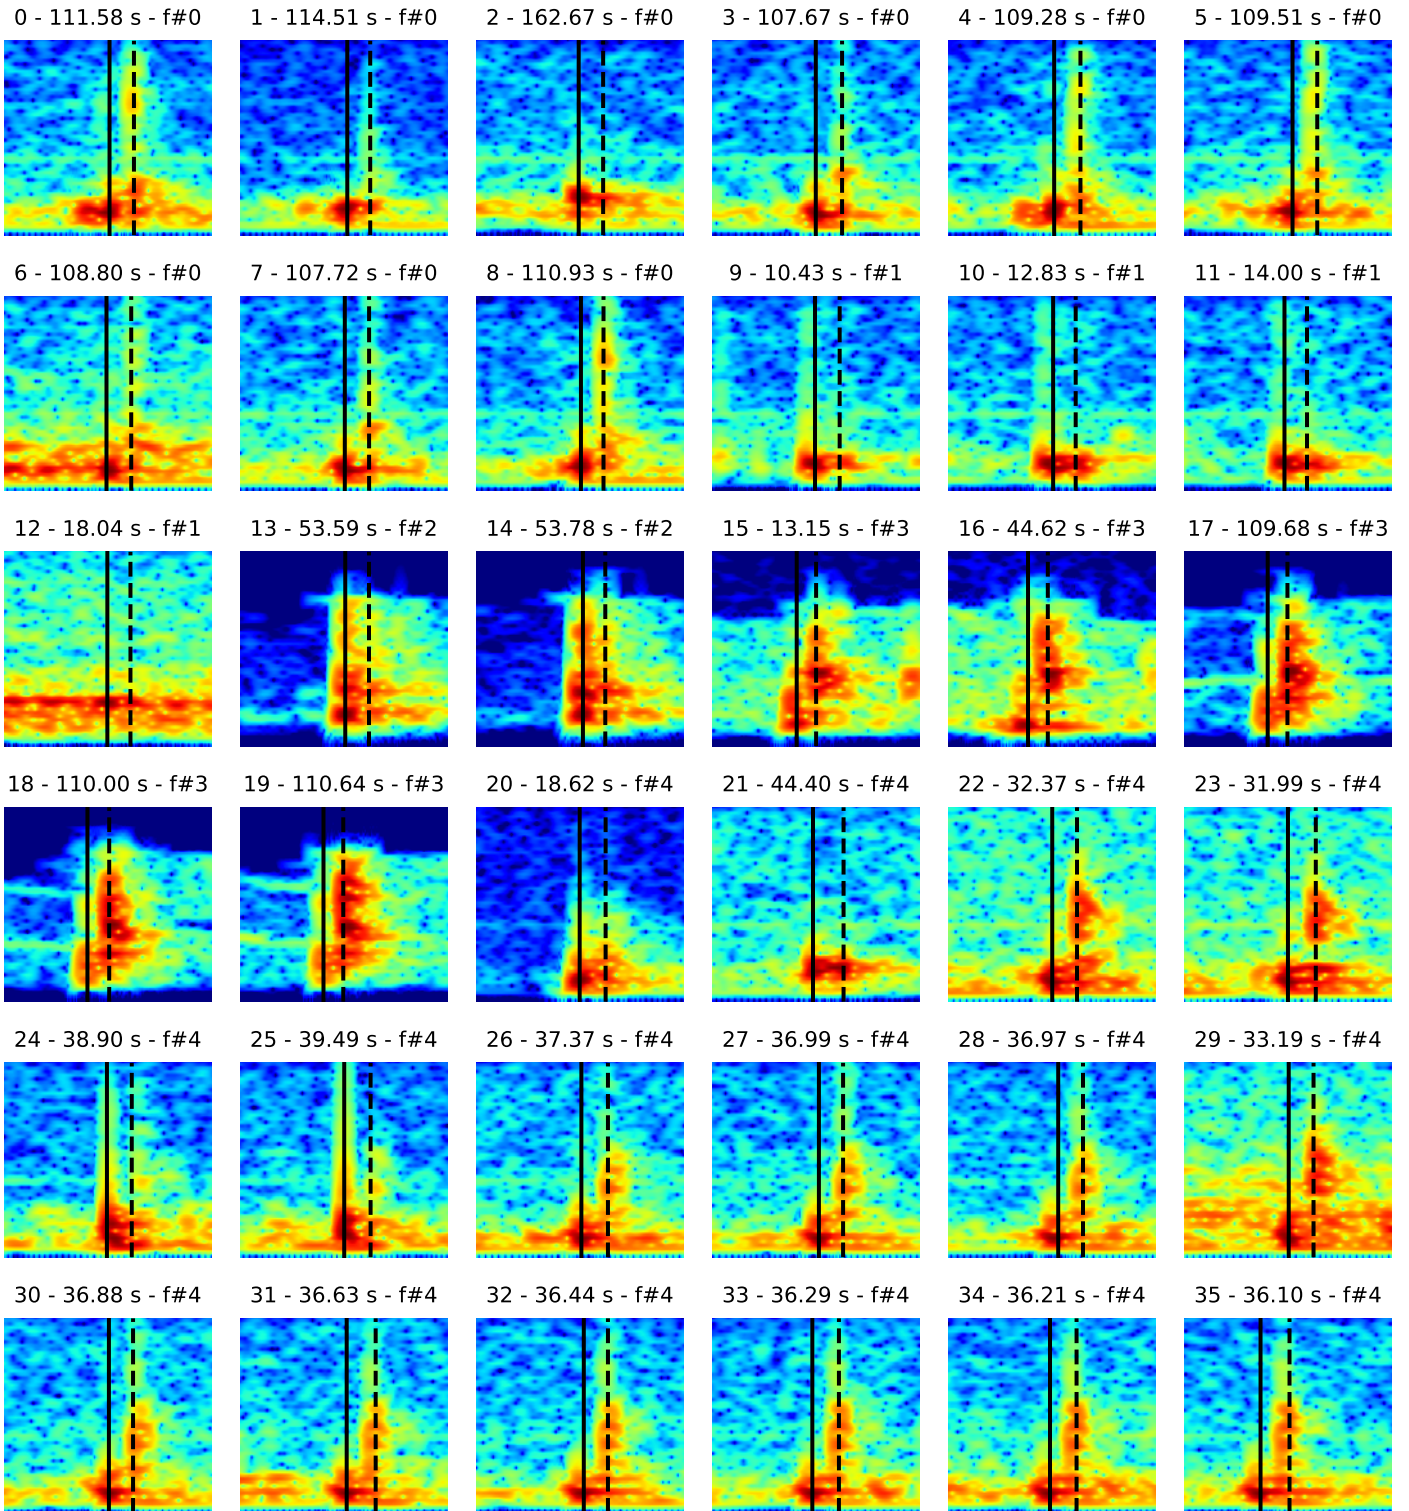 0 - 111.58 s - f#0 1 - 114.51 s - f#0 2 - 162.67 s - f#0 3 - 107.67 s - f#0 4 - 109.28 s - f#0 5 - 109.51 s - f#0
6 - 108.80 s - f#0 7 - 107.72 s - f#0 8 - 110.93 s - f#0 9 - 10.43 s - f#1 10 - 12.83 s - f#1 11 - 14.00 s - f#1
12 - 18.04 s - f#1 13 - 53.59 s - f#2 14 - 53.78 s - f#2 15 - 13.15 s - f#3 16 - 44.62 s - f#3 17 - 109.68 s - f#3
18 - 110.00 s - f#3 19 - 110.64 s - f#3 20 - 18.62 s - f#4 21 - 44.40 s - f#4 22 - 32.37 s - f#4 23 - 31.99 s - f#4
24 - 38.90 s - f#4 25 - 39.49 s - f#4 26 - 37.37 s - f#4 27 - 36.99 s - f#4 28 - 36.97 s - f#4 29 - 33.19 s - f#4
30 - 36.88 s - f#4 31 - 36.63 s - f#4 32 - 36.44 s - f#4 33 - 36.29 s - f#4 34 - 36.21 s - f#4 35 - 36.10 s - f#4